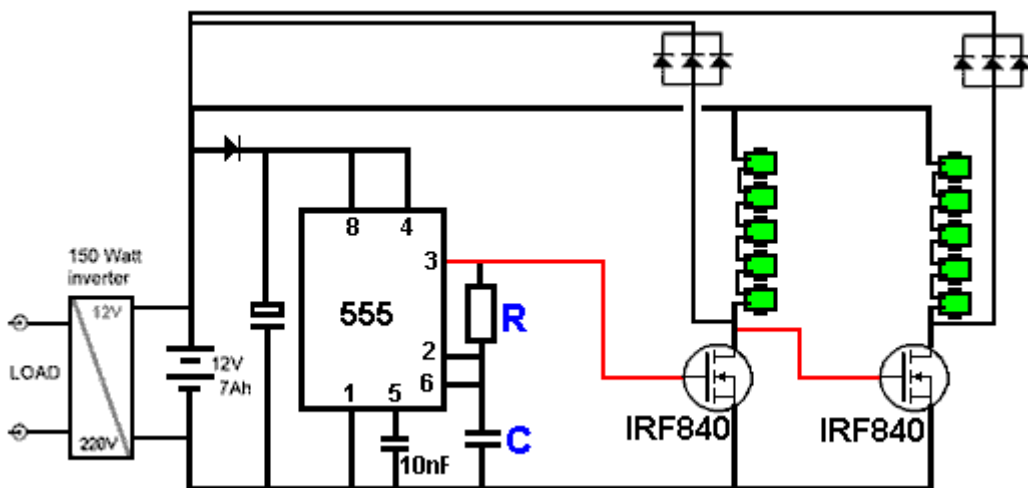 150 Watt
inverter
12V
220V
LOAD
12V
7Ah
8 4
3
555
2
6
1 5
R
C
10nF
IRF840
IRF840